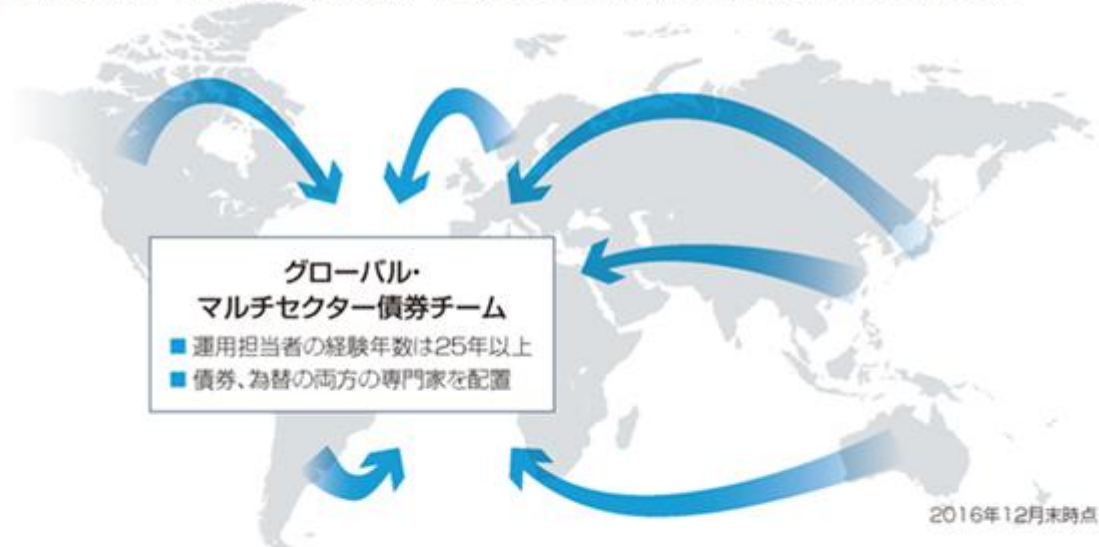 グローバル・
マルチセクター債券チーム
■ 運用担当者の経験年数は25年以上
■ 債券、為替の両方の専門家を配置
2016年12月末時点